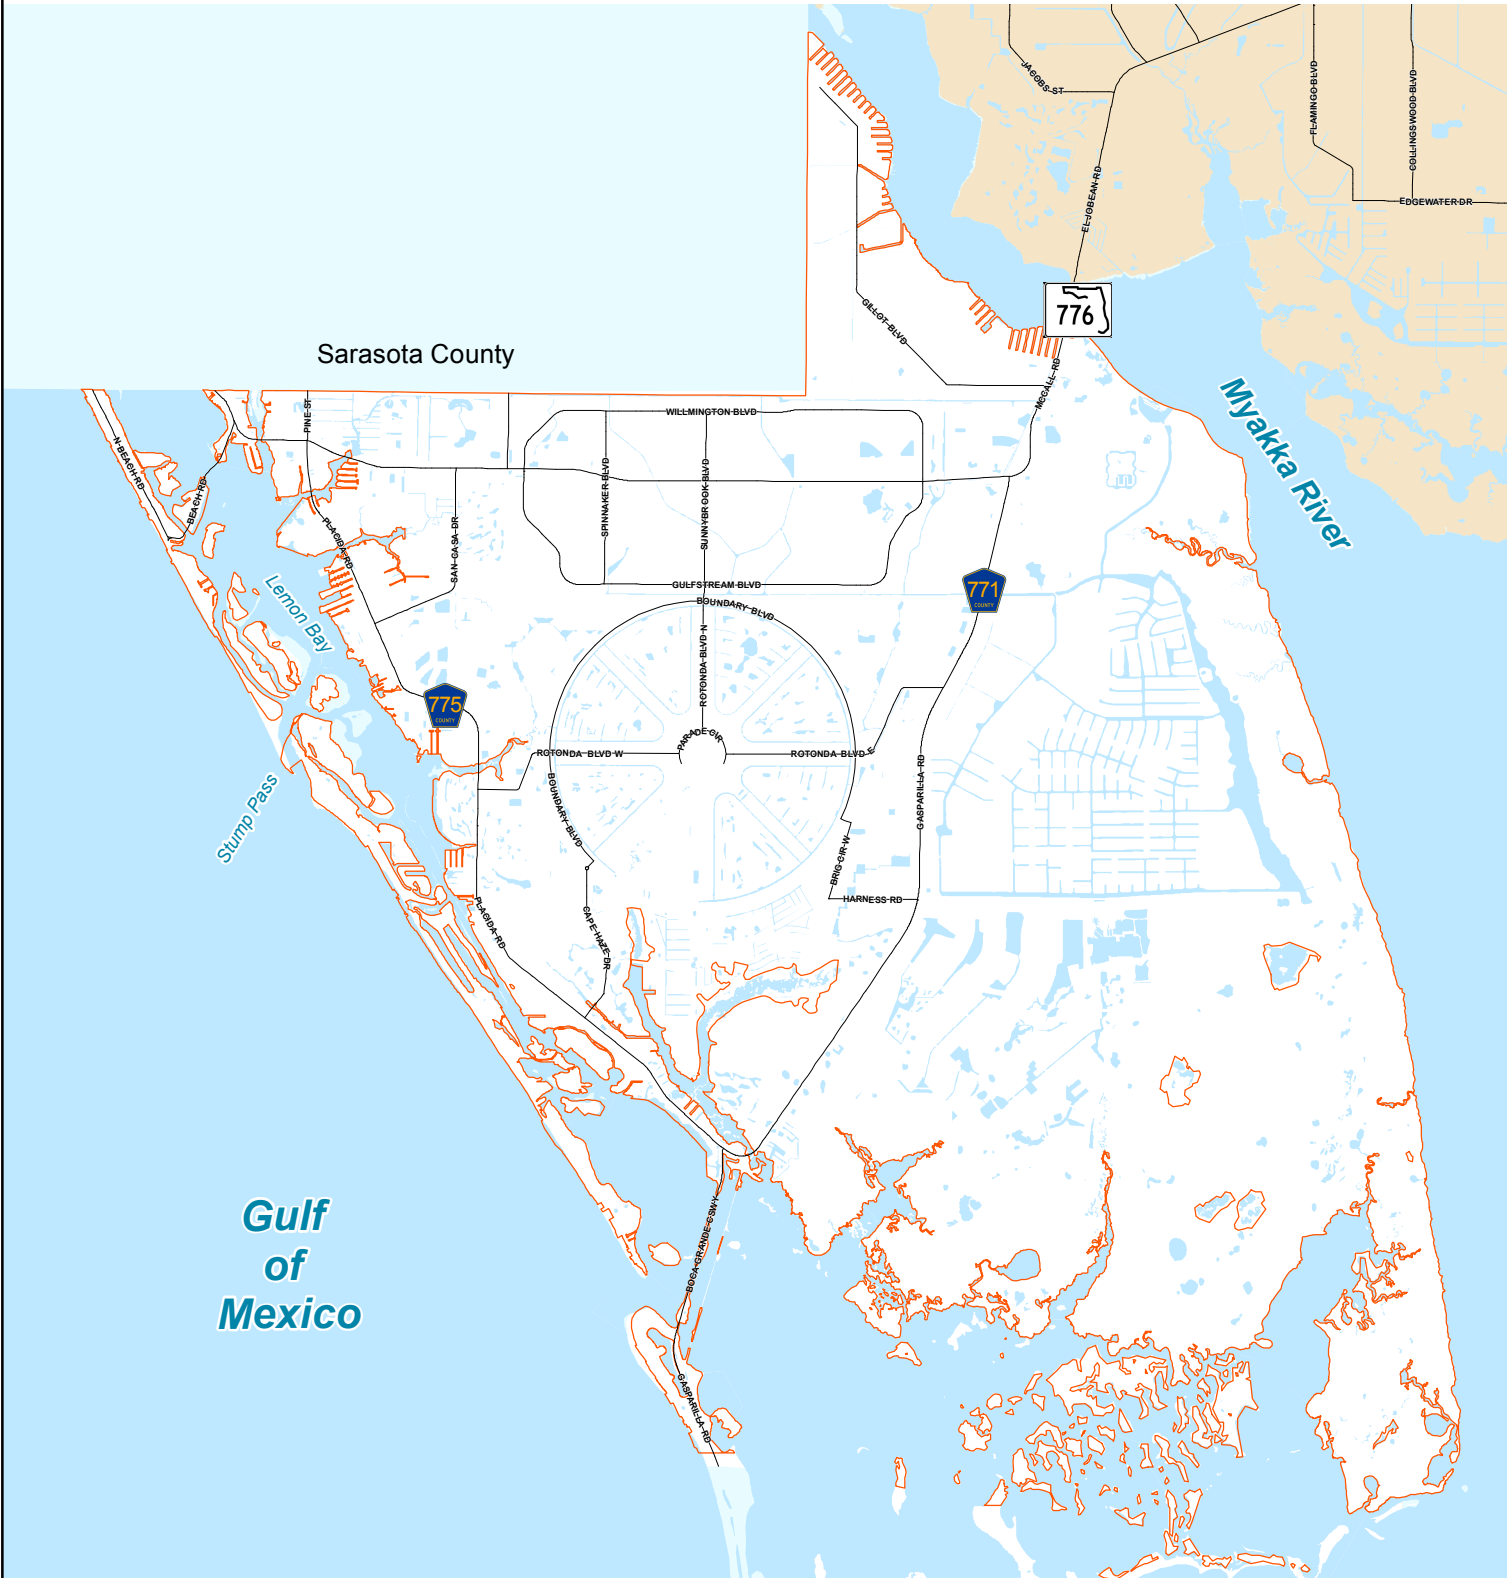 JACOBS ST
FLAMINGO BLVD
COLLINGSWOOD BLVD
EL JOBEAN RD
EDGEWATER DR
776
GILLOT BLVD
Sarasota County
MCCALL RD
Myakka River
PINE ST
WILLMINGTON BLVD
N BEACH RD
BEACH RD
SPINNAKER BLVD
SUNNYBROOK BLVD
PLACIDA RD
SAN CASA DR
GULFSTREAM BLVD
771
COUNTY
BOUNDARY BLVD
Lemon Bay
ROTONDA BLVD N
775
COUNTY
PARADE CIR
ROTONDA BLVD W
ROTONDA BLVD E
GASPARILLA RD
BOUNDARY BLVD
Stump Pass
BRIG CIR W
HARNESS RD
PLACIDA RD
CAPE HAZE DR
BOCA GRANDE CSWY
Gulf
of
Mexico
GASPARILLA RD